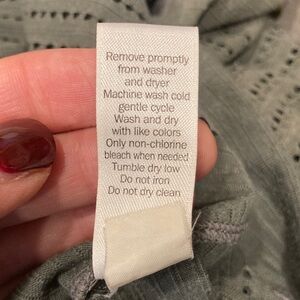 Remove promptly
from washer
and dryer
Machine wash cold
gentle cycle
Wash and dry
with like colors
Only non-chlorine
bleach when needed
Tumble dry low
Do not iron
Do not dry clean